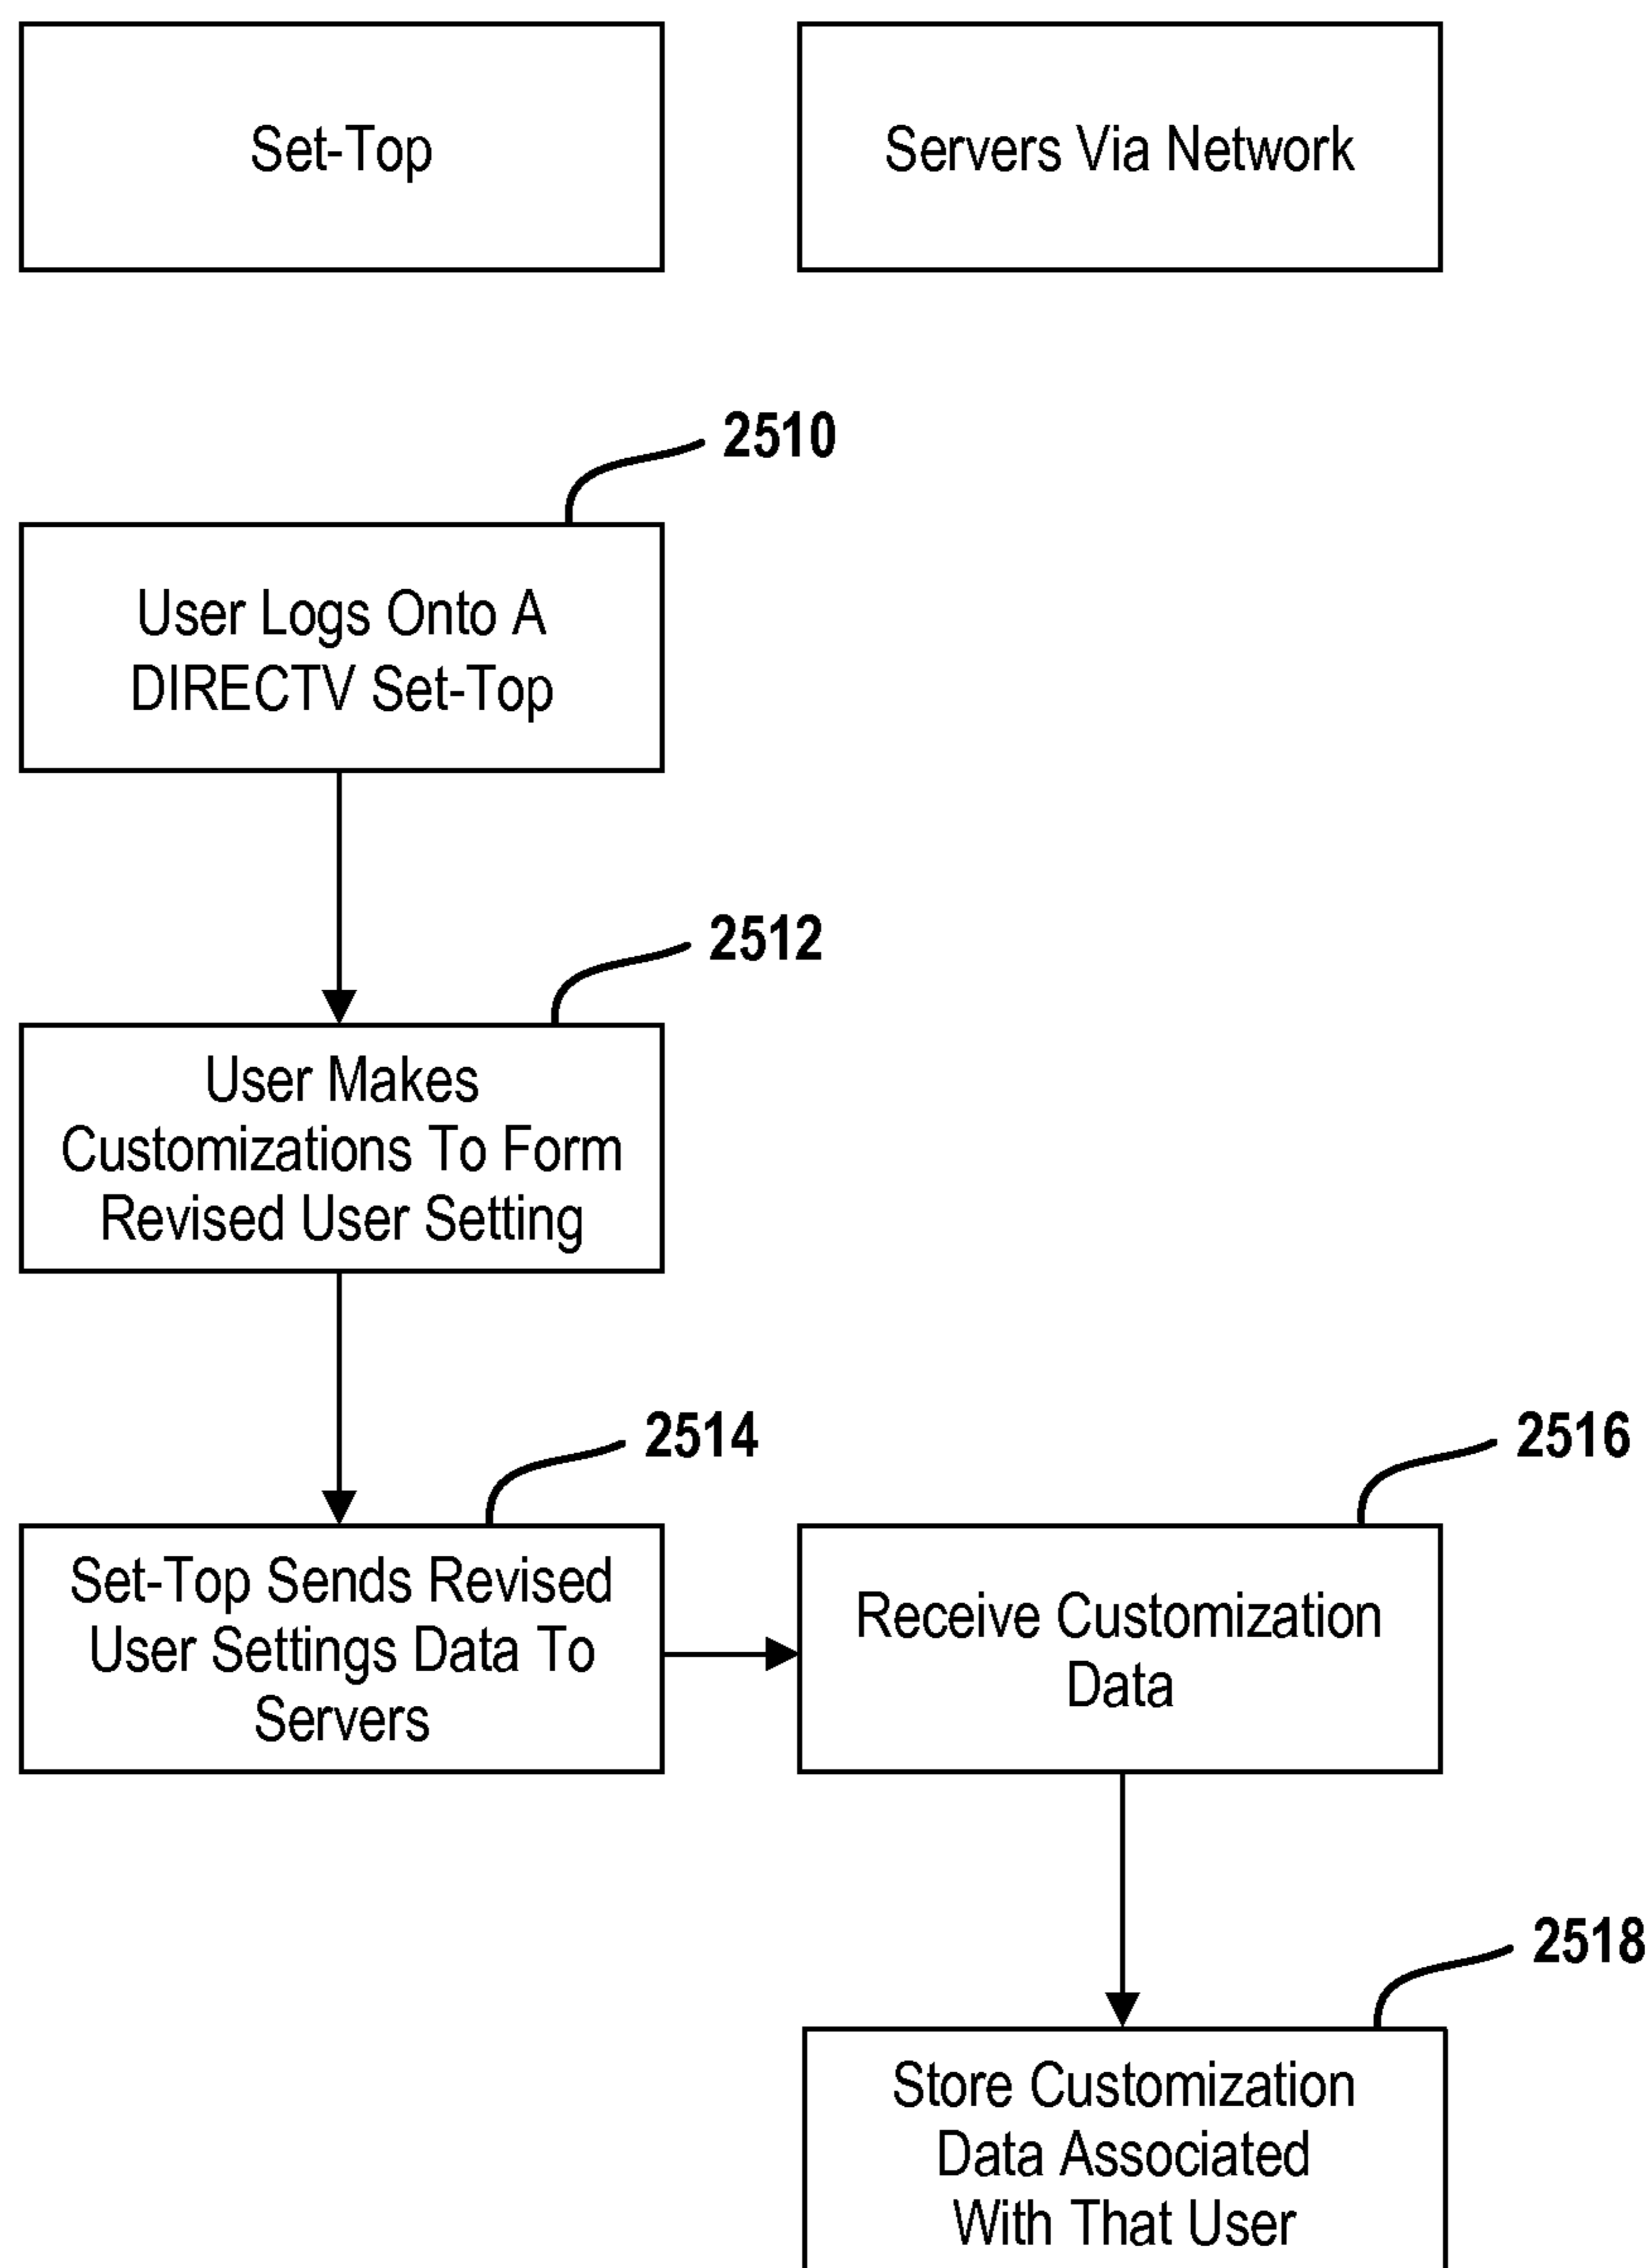 Set-Top
Servers Via Network
2510
User Logs Onto A
DIRECTV Set-Top
2512
User Makes
Customizations To Form
Revised User Setting
2514
Set-Top Sends Revised
User Settings Data To
Servers
2516
Receive Customization
Data
2518
Store Customization
Data Associated
With That User